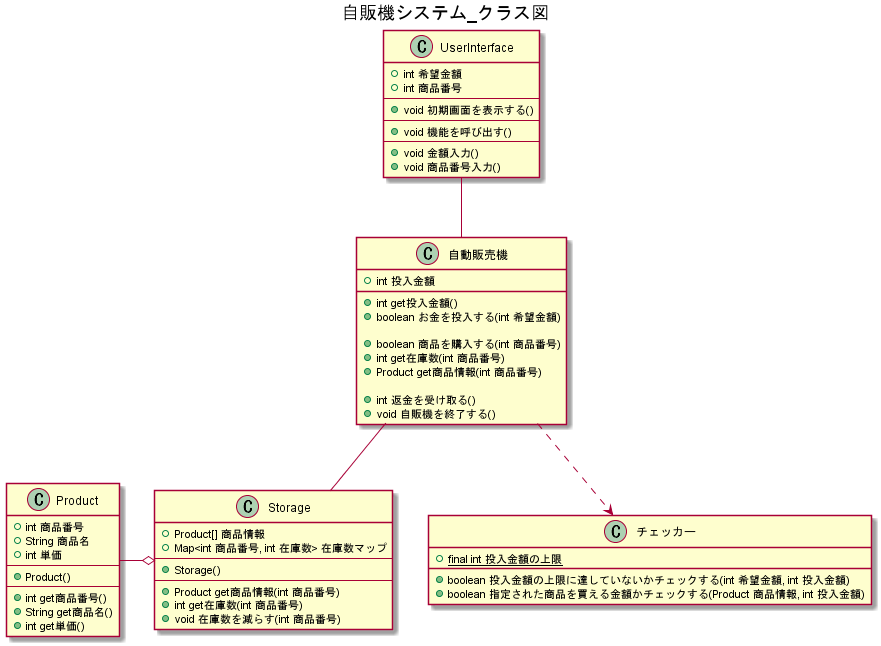 自販機システム_クラス図
C UserInterface
int 希望金額
int 商品番号
void 初期画面を表示する()
void 機能を呼び出す()
void 金額入力()
void 商品番号入力()
C 自動販売機
int 投入金額
int get投入金額()
boolean お金を投入する(int 希望金額)
boolean 商品を購入する(int 商品番号)
int get在庫数(int 商品番号)
Product get商品情報(int 商品番号)
int 返金を受け取る()
void 自販機を終了する()
C Product
int 商品番号
String 商品名
int 単価
Product()
int get商品番号()
String get商品名()
int get単価()
C Storage
Product[] 商品情報
Map<int 商品番号, int 在庫数> 在庫数マップ
Storage()
Product get商品情報(int 商品番号)
int get在庫数(int 商品番号)
void 在庫数を減らす(int 商品番号)
C チェッカー
final int 投入金額の上限
boolean 投入金額の上限に達していないかチェックする(int 希望金額, int 投入金額)
boolean 指定された商品を買える金額かチェックする(Product 商品情報, int 投入金額)